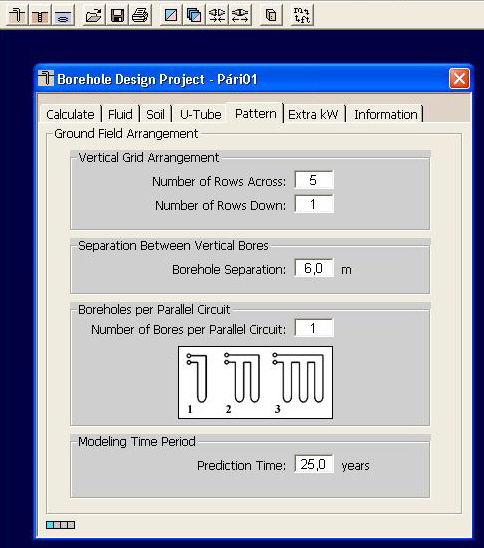 m t
ft ft
Borehole Design Project - Pári01
Calculate Fluid Soil U-Tube Pattern Extra kW Information
Ground Field Arrangement
Vertical Grid Arrangement
Number of Rows Across: 5
Number of Rows Down: 1
Separation Between Vertical Bores
Borehole Separation: 6,0 m
Boreholes per Parallel Circuit
Number of Bores per Parallel Circuit: 1
1 2 3
Modeling Time Period
Prediction Time: 25,0 years